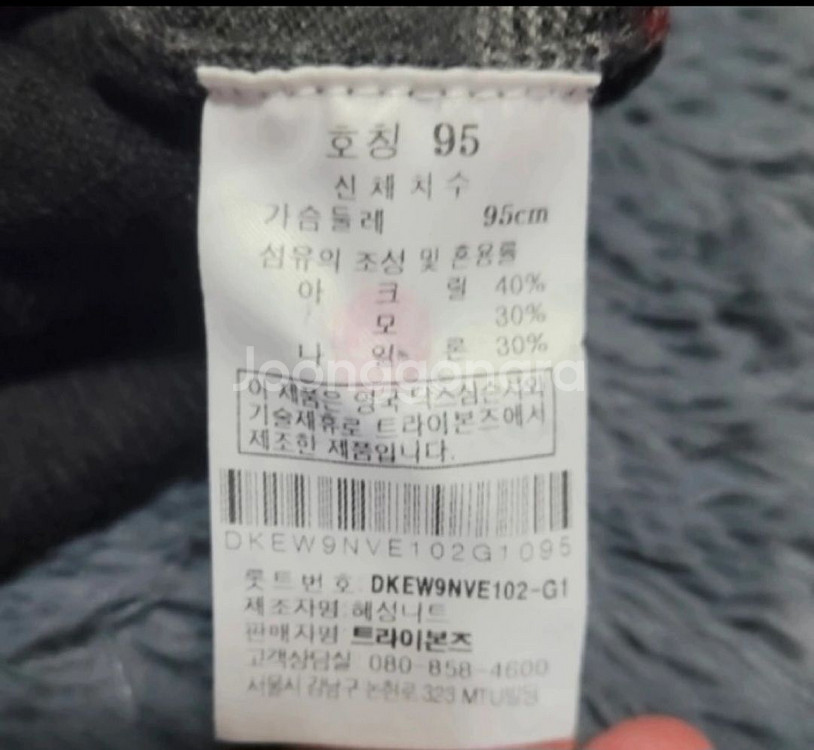 호칭 95
신체치수
가슴둘레 95cm
섬유의 조성 및 혼용률
아 크 릴 40%
모 30%
나 일 론 30%
Joonggonara
이 제품은 영국 닥스심슨사와
기술제휴로 트라이본즈에서
제조한 제품입니다.
DKEW9NVE102G1095
롯트번호 DKEW9NVE102-G1
제조자명:혜성니트
판매자명 트라이본즈
고객상담실 080-858-4600
서울시 강남구 논현로 323 MTU빌딩